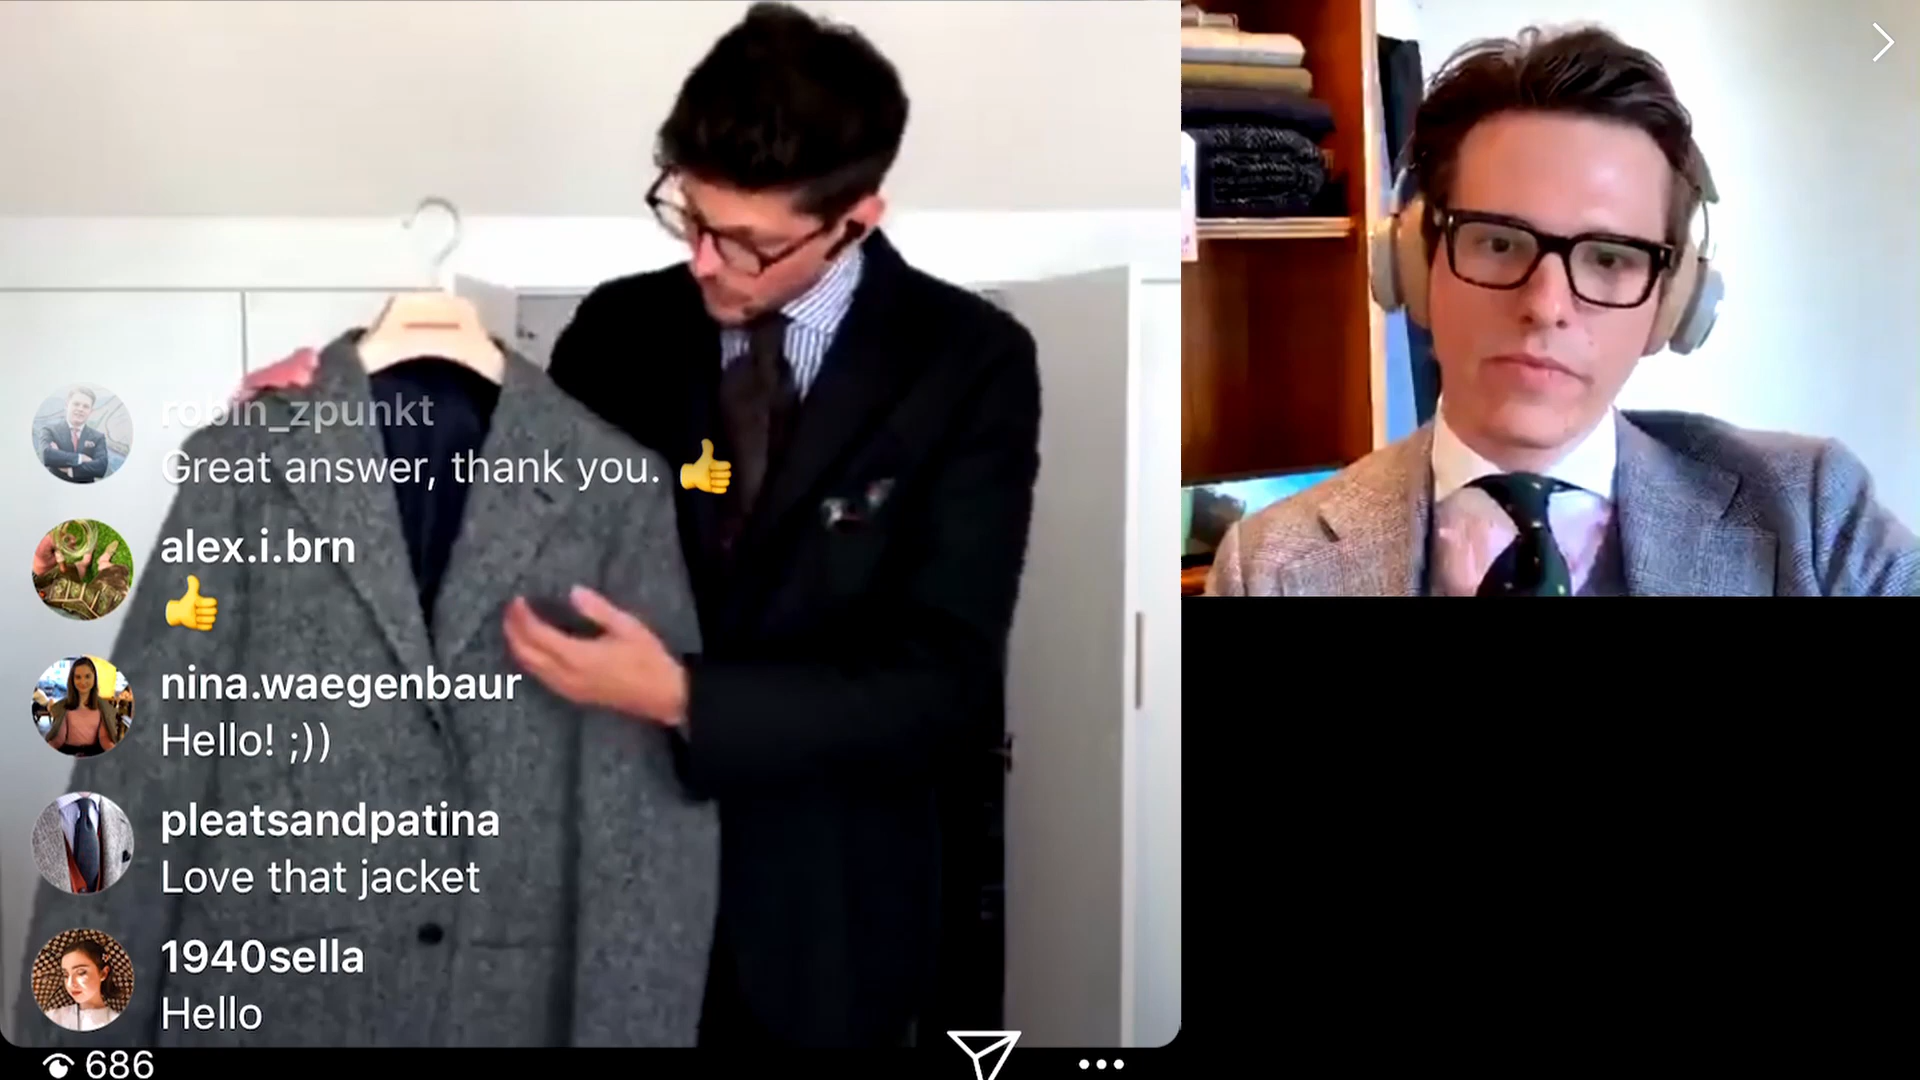 robin_zpunkt
Great answer, thank you. 👍
alex.i.brn
👍
nina.waegenbaur
Hello! ;))
pleatsandpatina
Love that jacket
1940sella
Hello
686